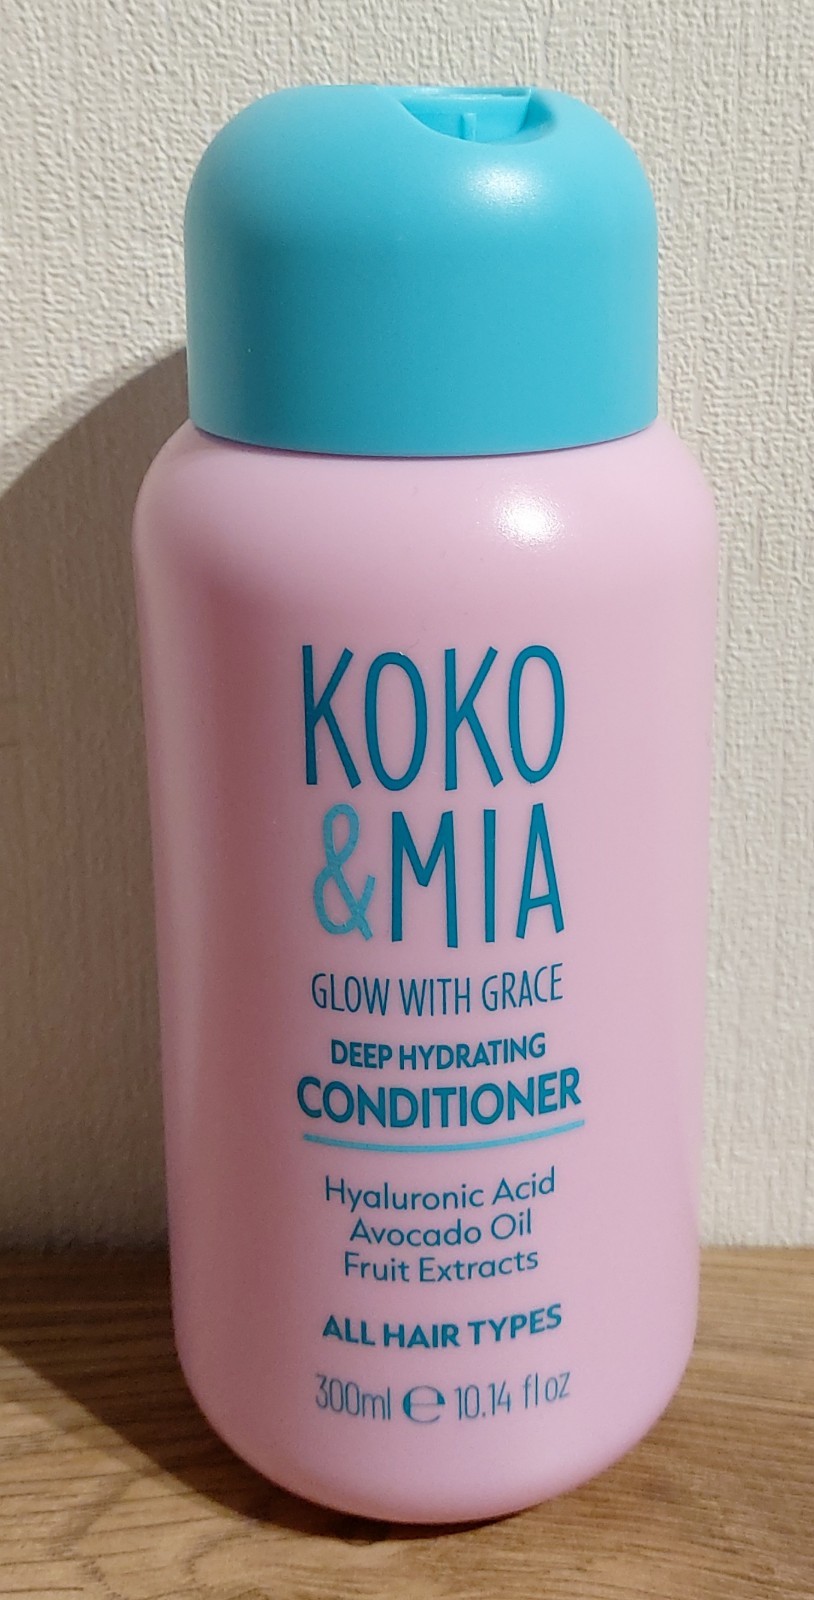 KOKO
&MIA
GLOW WITH GRACE
DEEP HYDRATING
CONDITIONER
Hyaluronic Acid
Avocado Oil
Fruit Extracts
ALL HAIR TYPES
300ml ℮ 10.14 fl oz